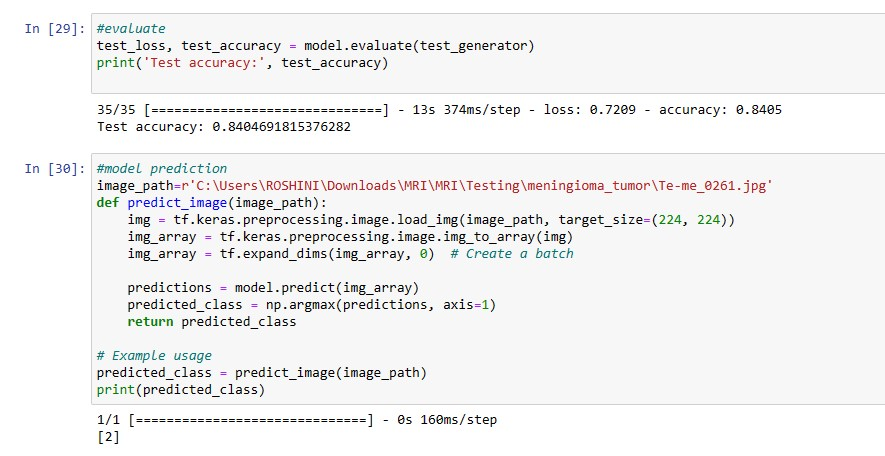 In [29]: #evaluate
test_loss, test_accuracy = model.evaluate(test_generator)
print('Test accuracy:', test_accuracy)
35/35 [==============================] - 13s 374ms/step - loss: 0.7209 - accuracy: 0.8405
Test accuracy: 0.8404691815376282
In [30]: #model prediction
image_path=r'C:\Users\ROSHINI\Downloads\MRI\MRI\Testing\meningioma_tumor\Te-me_0261.jpg'
def predict_image(image_path):
    img = tf.keras.preprocessing.image.load_img(image_path, target_size=(224, 224))
    img_array = tf.keras.preprocessing.image.img_to_array(img)
    img_array = tf.expand_dims(img_array, 0)  # Create a batch
    predictions = model.predict(img_array)
    predicted_class = np.argmax(predictions, axis=1)
    return predicted_class
# Example usage
predicted_class = predict_image(image_path)
print(predicted_class)
1/1 [==============================] - 0s 160ms/step
[2]